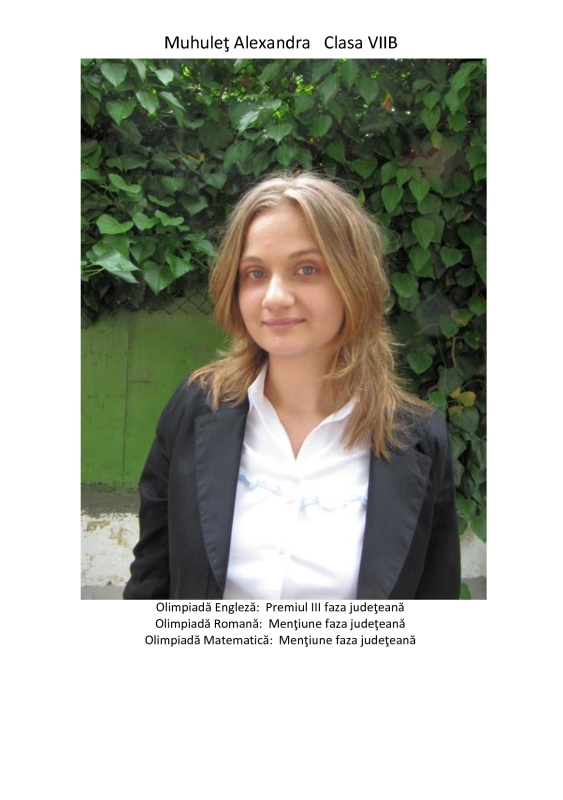 Muhuleţ Alexandra   Clasa VIIB
Olimpiadă Engleză:  Premiul III faza judeţeană
Olimpiadă Romană:  Menţiune faza judeţeană
Olimpiadă Matematică:  Menţiune faza judeţeană